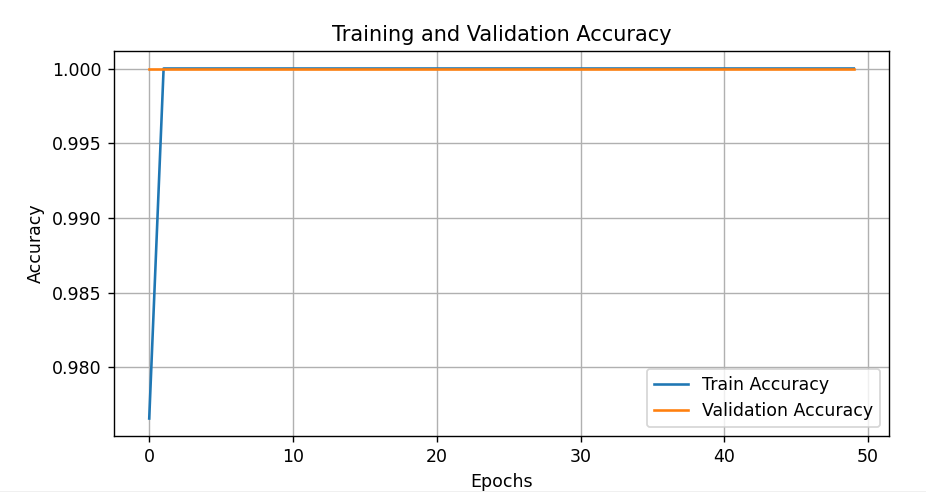 Training and Validation Accuracy
1.000
0.995
0.990
0.985
0.980
Accuracy
Train Accuracy
Validation Accuracy
0 10 20 30 40 50
Epochs